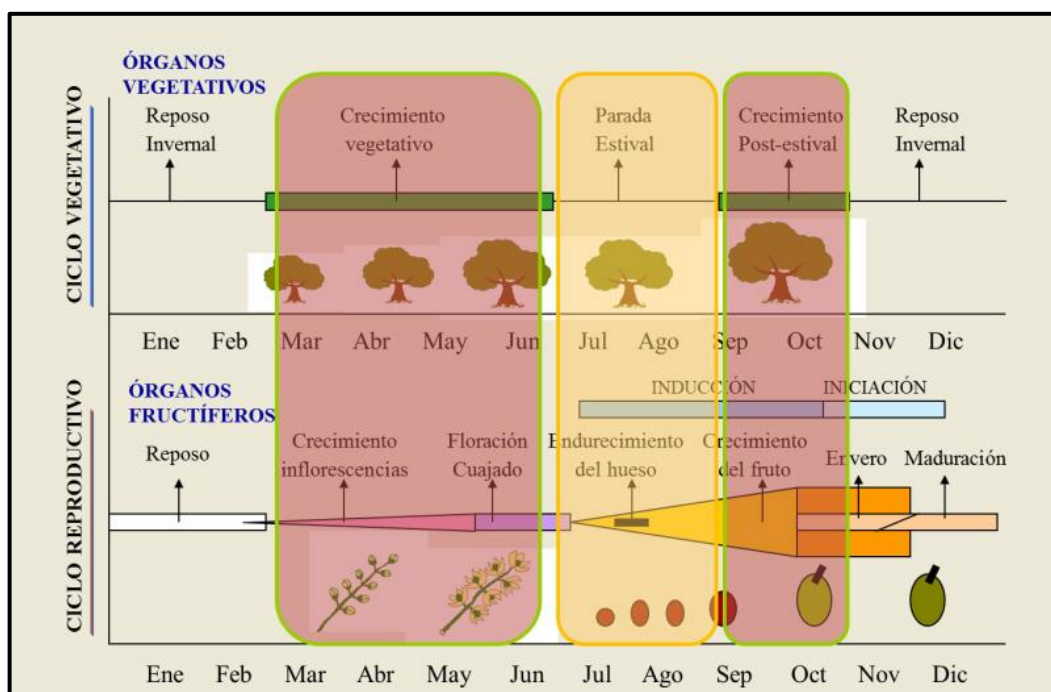 ÓRGANOS
VEGETATIVOS
CICLO VEGETATIVO
Reposo
Invernal
Crecimiento
vegetativo
Parada
Estival
Crecimiento
Post-estival
Reposo
Invernal
Ene Feb Mar Abr May Jun Jul Ago Sep Oct Nov Dic
ÓRGANOS
FRUCTÍFEROS
CICLO REPRODUCTIVO
INDUCCIÓN INICIACIÓN
Reposo
Crecimiento
inflorescencias
Floración
Cuajado
Endurecimiento
del hueso
Crecimiento
del fruto
Envero
Maduración
Ene Feb Mar Abr May Jun Jul Ago Sep Oct Nov Dic